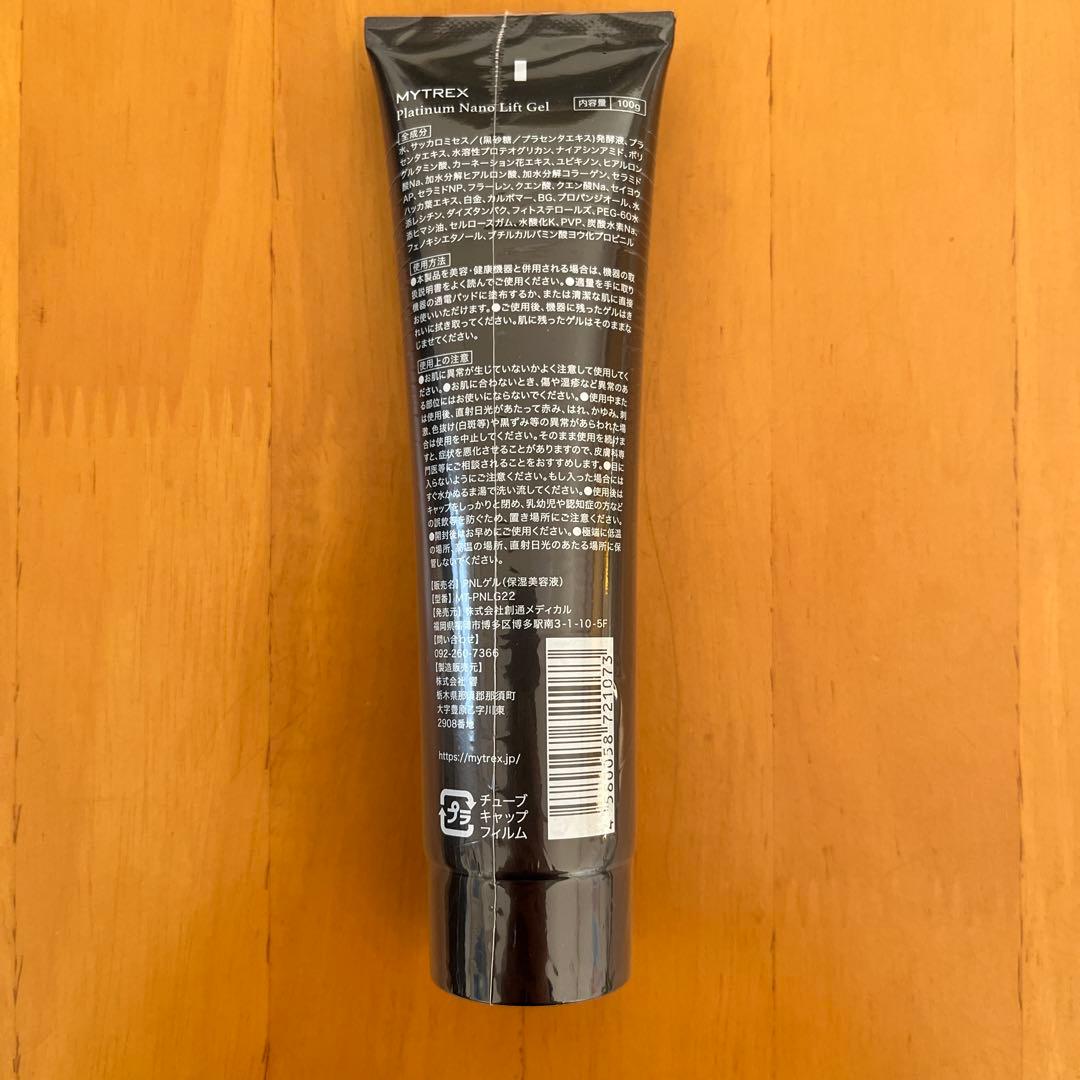 MYTREX
Platinum Nano Lift Gel 内容量 100g
全成分
水、サッカロミセス/(黒砂糖/プラセンタエキス)発酵液、プラ
センタエキス、水溶性プロテオグリカン、ナイアシンアミド、ポリ
グルタミン酸、カーネーション花エキス、ユビキノン、ヒアルロン
酸Na、加水分解ヒアルロン酸、加水分解コラーゲン、セラミド
AP、セラミドNP、フラーレン、クエン酸、クエン酸Na、セイヨウ
ハッカ葉エキス、白金、カルボマー、BG、プロパンジオール、水
添レシチン、ダイズタンパク、フィトステロールズ、PEG-60水
添ヒマシ油、セルロースガム、水酸化K、PVP、炭酸水素Na、
フェノキシエタノール、ブチルカルバミン酸ヨウ化プロピニル
使用方法
●本製品を美容・健康機器と併用される場合は、機器の取
扱説明書をよく読んでご使用ください。●適量を手に取り
機器の通電パッドに塗布するか、または清潔な肌に直接
お使いいただけます。●ご使用後、機器に残ったゲルはき
れいに拭き取ってください。肌に残ったゲルはそのままな
じませてください。
使用上の注意
●お肌に異常が生じていないかよく注意して使用してく
ださい。●お肌に合わないとき、傷や湿疹など異常のあ
る部位にはお使いにならないでください。●使用中また
は使用後、直射日光があたって赤み、はれ、かゆみ、刺
激、色抜け(白斑等)や黒ずみ等の異常があらわれた場
合は使用を中止してください。そのまま使用を続けま
すと、症状を悪化させることがありますので、皮膚科専
門医等にご相談されることをおすすめします。●目に
入らないようにご注意ください。もし入った場合には
すぐ水かぬるま湯で洗い流してください。●使用後は
キャップをしっかりと閉め、乳幼児や認知症の方など
の誤飲等を防ぐため、置き場所にご注意ください。
●開封後はお早めにご使用ください。●極端に低温
の場所、高温の場所、直射日光のあたる場所に保
管しないでください。
【販売名】PNLゲル(保湿美容液)
【型番】MT-PNLG22
【発売元】株式会社創通メディカル
福岡県福岡市博多区博多駅南3-1-10-5F
【問い合わせ】
092-260-7366
【製造販売元】
株式会社 響
栃木県那須郡那須町
大字豊原乙字川東
2908番地
https://mytrex.jp/
4 580058 721073
プラ
チューブ
キャップ
フィルム